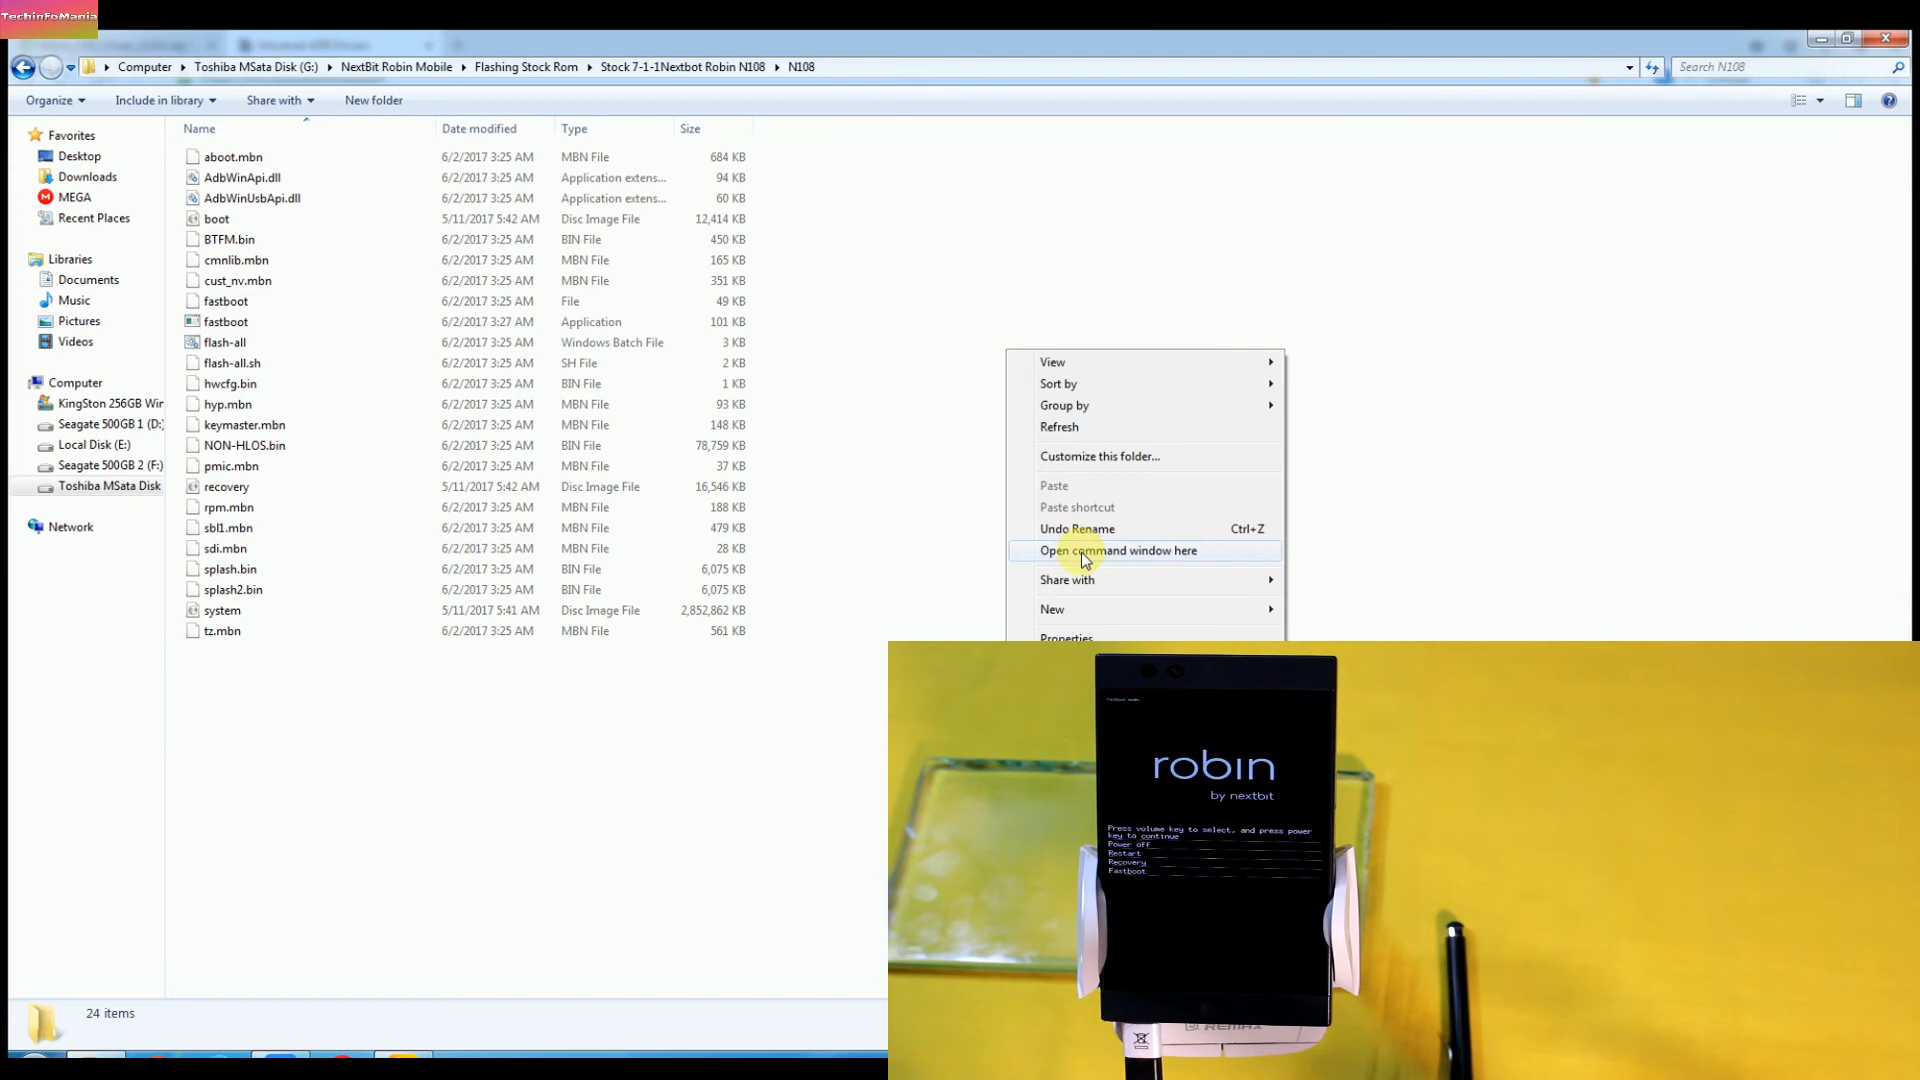 TechinFoMania
Computer
Toshiba MSata Disk (G:)
NextBit Robin Mobile
Flashing Stock Rom
Stock 7-1-1Nextbot Robin N108
N108
Search N108
Organize
Include in library
Share with
New folder
Favorites
Desktop
Downloads
MEGA
Recent Places
Libraries
Documents
Music
Pictures
Videos
Computer
KingSton 256GB Wir
Seagate 500GB 1 (D:)
Local Disk (E:)
Seagate 500GB 2 (F:)
Toshiba MSata Disk
Network
Name Date modified Type Size
aboot.mbn 6/2/2017 3:25 AM MBN File 684 KB
AdbWinApi.dll 6/2/2017 3:25 AM Application extens... 94 KB
AdbWinUsbApi.dll 6/2/2017 3:25 AM Application extens... 60 KB
boot 5/11/2017 5:42 AM Disc Image File 12,414 KB
BTFM.bin 6/2/2017 3:25 AM BIN File 450 KB
cmnlib.mbn 6/2/2017 3:25 AM MBN File 165 KB
cust_nv.mbn 6/2/2017 3:25 AM MBN File 351 KB
fastboot 6/2/2017 3:25 AM File 49 KB
fastboot 6/2/2017 3:27 AM Application 101 KB
flash-all 6/2/2017 3:25 AM Windows Batch File 3 KB
flash-all.sh 6/2/2017 3:25 AM SH File 2 KB
hwcfg.bin 6/2/2017 3:25 AM BIN File 1 KB
hyp.mbn 6/2/2017 3:25 AM MBN File 93 KB
keymaster.mbn 6/2/2017 3:25 AM MBN File 148 KB
NON-HLOS.bin 6/2/2017 3:25 AM BIN File 78,759 KB
pmic.mbn 6/2/2017 3:25 AM MBN File 37 KB
recovery 5/11/2017 5:42 AM Disc Image File 16,546 KB
rpm.mbn 6/2/2017 3:25 AM MBN File 188 KB
sbl1.mbn 6/2/2017 3:25 AM MBN File 479 KB
sdi.mbn 6/2/2017 3:25 AM MBN File 28 KB
splash.bin 6/2/2017 3:25 AM BIN File 6,075 KB
splash2.bin 6/2/2017 3:25 AM BIN File 6,075 KB
system 5/11/2017 5:41 AM Disc Image File 2,852,862 KB
tz.mbn 6/2/2017 3:25 AM MBN File 561 KB
View
Sort by
Group by
Refresh
Customize this folder...
Paste
Paste shortcut
Undo Rename Ctrl+Z
Open command window here
Share with
New
Properties
24 items
robin
by nextbit
Press volume key to select, and press power
key to continue
Power off
Restart
Recovery
Fastboot
REMAX